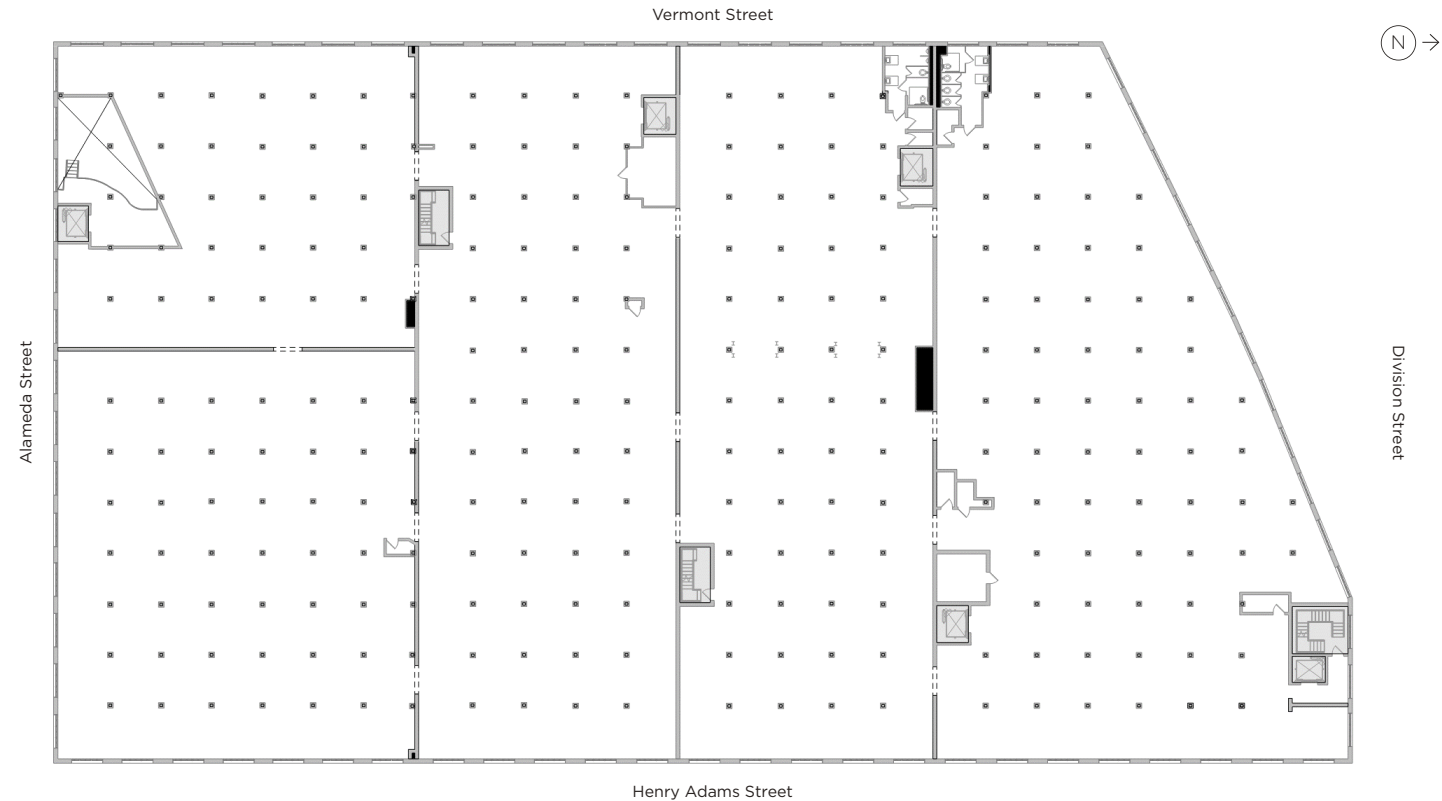 Vermont Street
N
Alameda Street
Division Street
Henry Adams Street